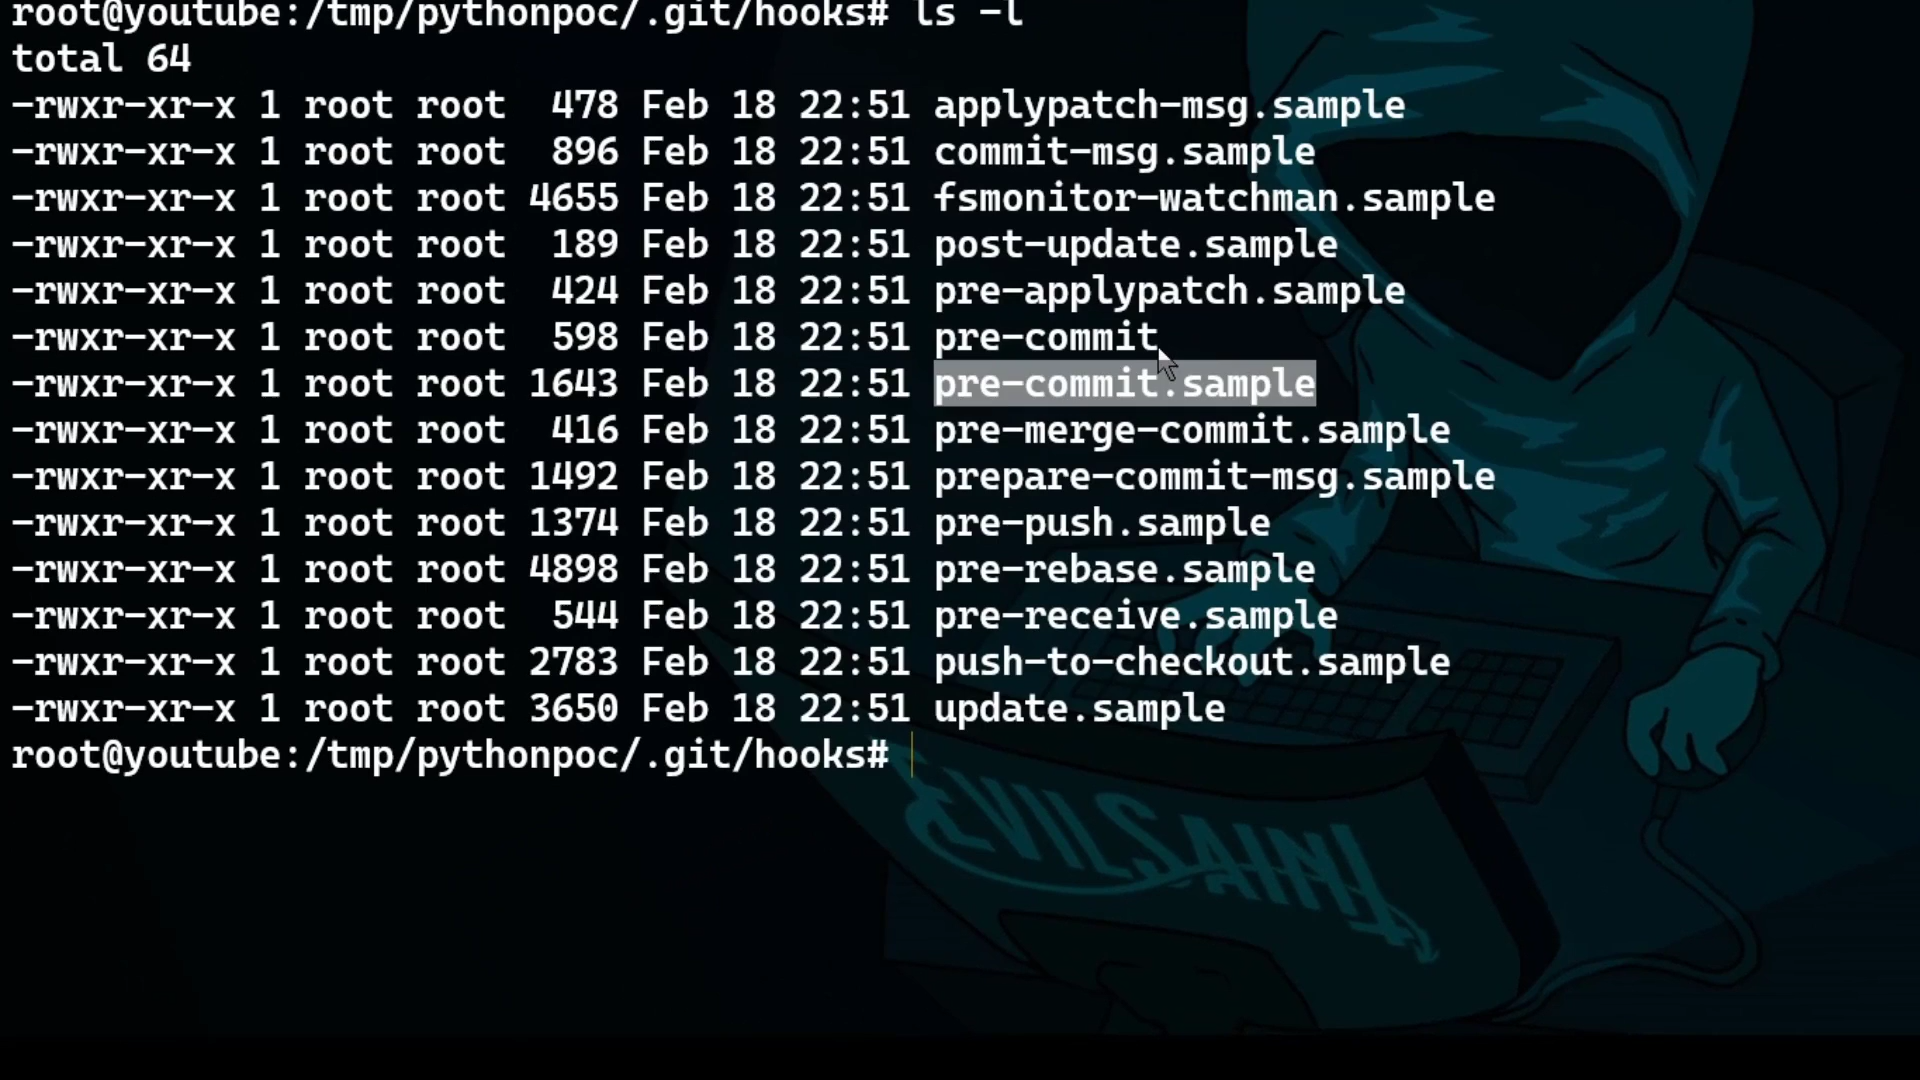 root@youtube:/tmp/pythonpoc/.git/hooks# ls -l
total 64
-rwxr-xr-x 1 root root  478 Feb 18 22:51 applypatch-msg.sample
-rwxr-xr-x 1 root root  896 Feb 18 22:51 commit-msg.sample
-rwxr-xr-x 1 root root 4655 Feb 18 22:51 fsmonitor-watchman.sample
-rwxr-xr-x 1 root root  189 Feb 18 22:51 post-update.sample
-rwxr-xr-x 1 root root  424 Feb 18 22:51 pre-applypatch.sample
-rwxr-xr-x 1 root root  598 Feb 18 22:51 pre-commit
-rwxr-xr-x 1 root root 1643 Feb 18 22:51 pre-commit.sample
-rwxr-xr-x 1 root root  416 Feb 18 22:51 pre-merge-commit.sample
-rwxr-xr-x 1 root root 1492 Feb 18 22:51 prepare-commit-msg.sample
-rwxr-xr-x 1 root root 1374 Feb 18 22:51 pre-push.sample
-rwxr-xr-x 1 root root 4898 Feb 18 22:51 pre-rebase.sample
-rwxr-xr-x 1 root root  544 Feb 18 22:51 pre-receive.sample
-rwxr-xr-x 1 root root 2783 Feb 18 22:51 push-to-checkout.sample
-rwxr-xr-x 1 root root 3650 Feb 18 22:51 update.sample
root@youtube:/tmp/pythonpoc/.git/hooks#
EVILSAINT